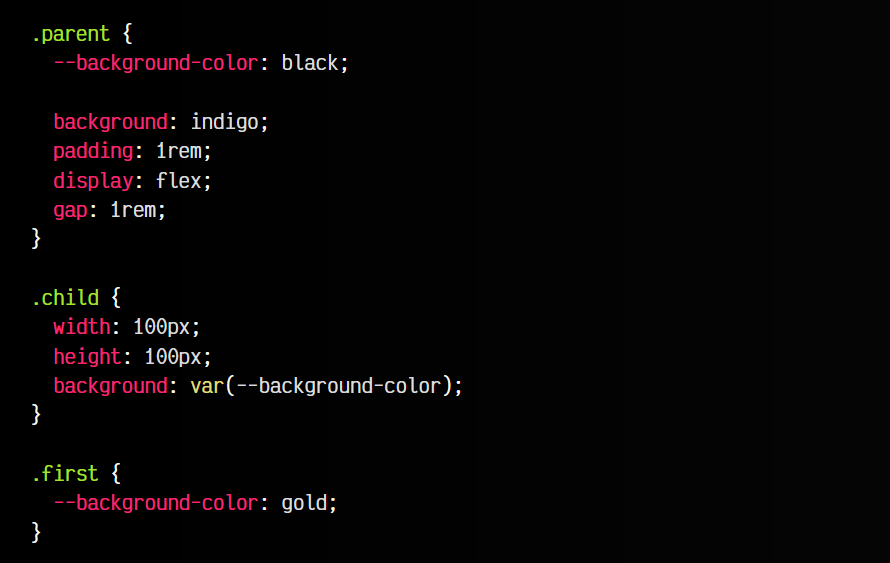 .parent {
  --background-color: black;

  background: indigo;
  padding: 1rem;
  display: flex;
  gap: 1rem;
}

.child {
  width: 100px;
  height: 100px;
  background: var(--background-color);
}

.first {
  --background-color: gold;
}